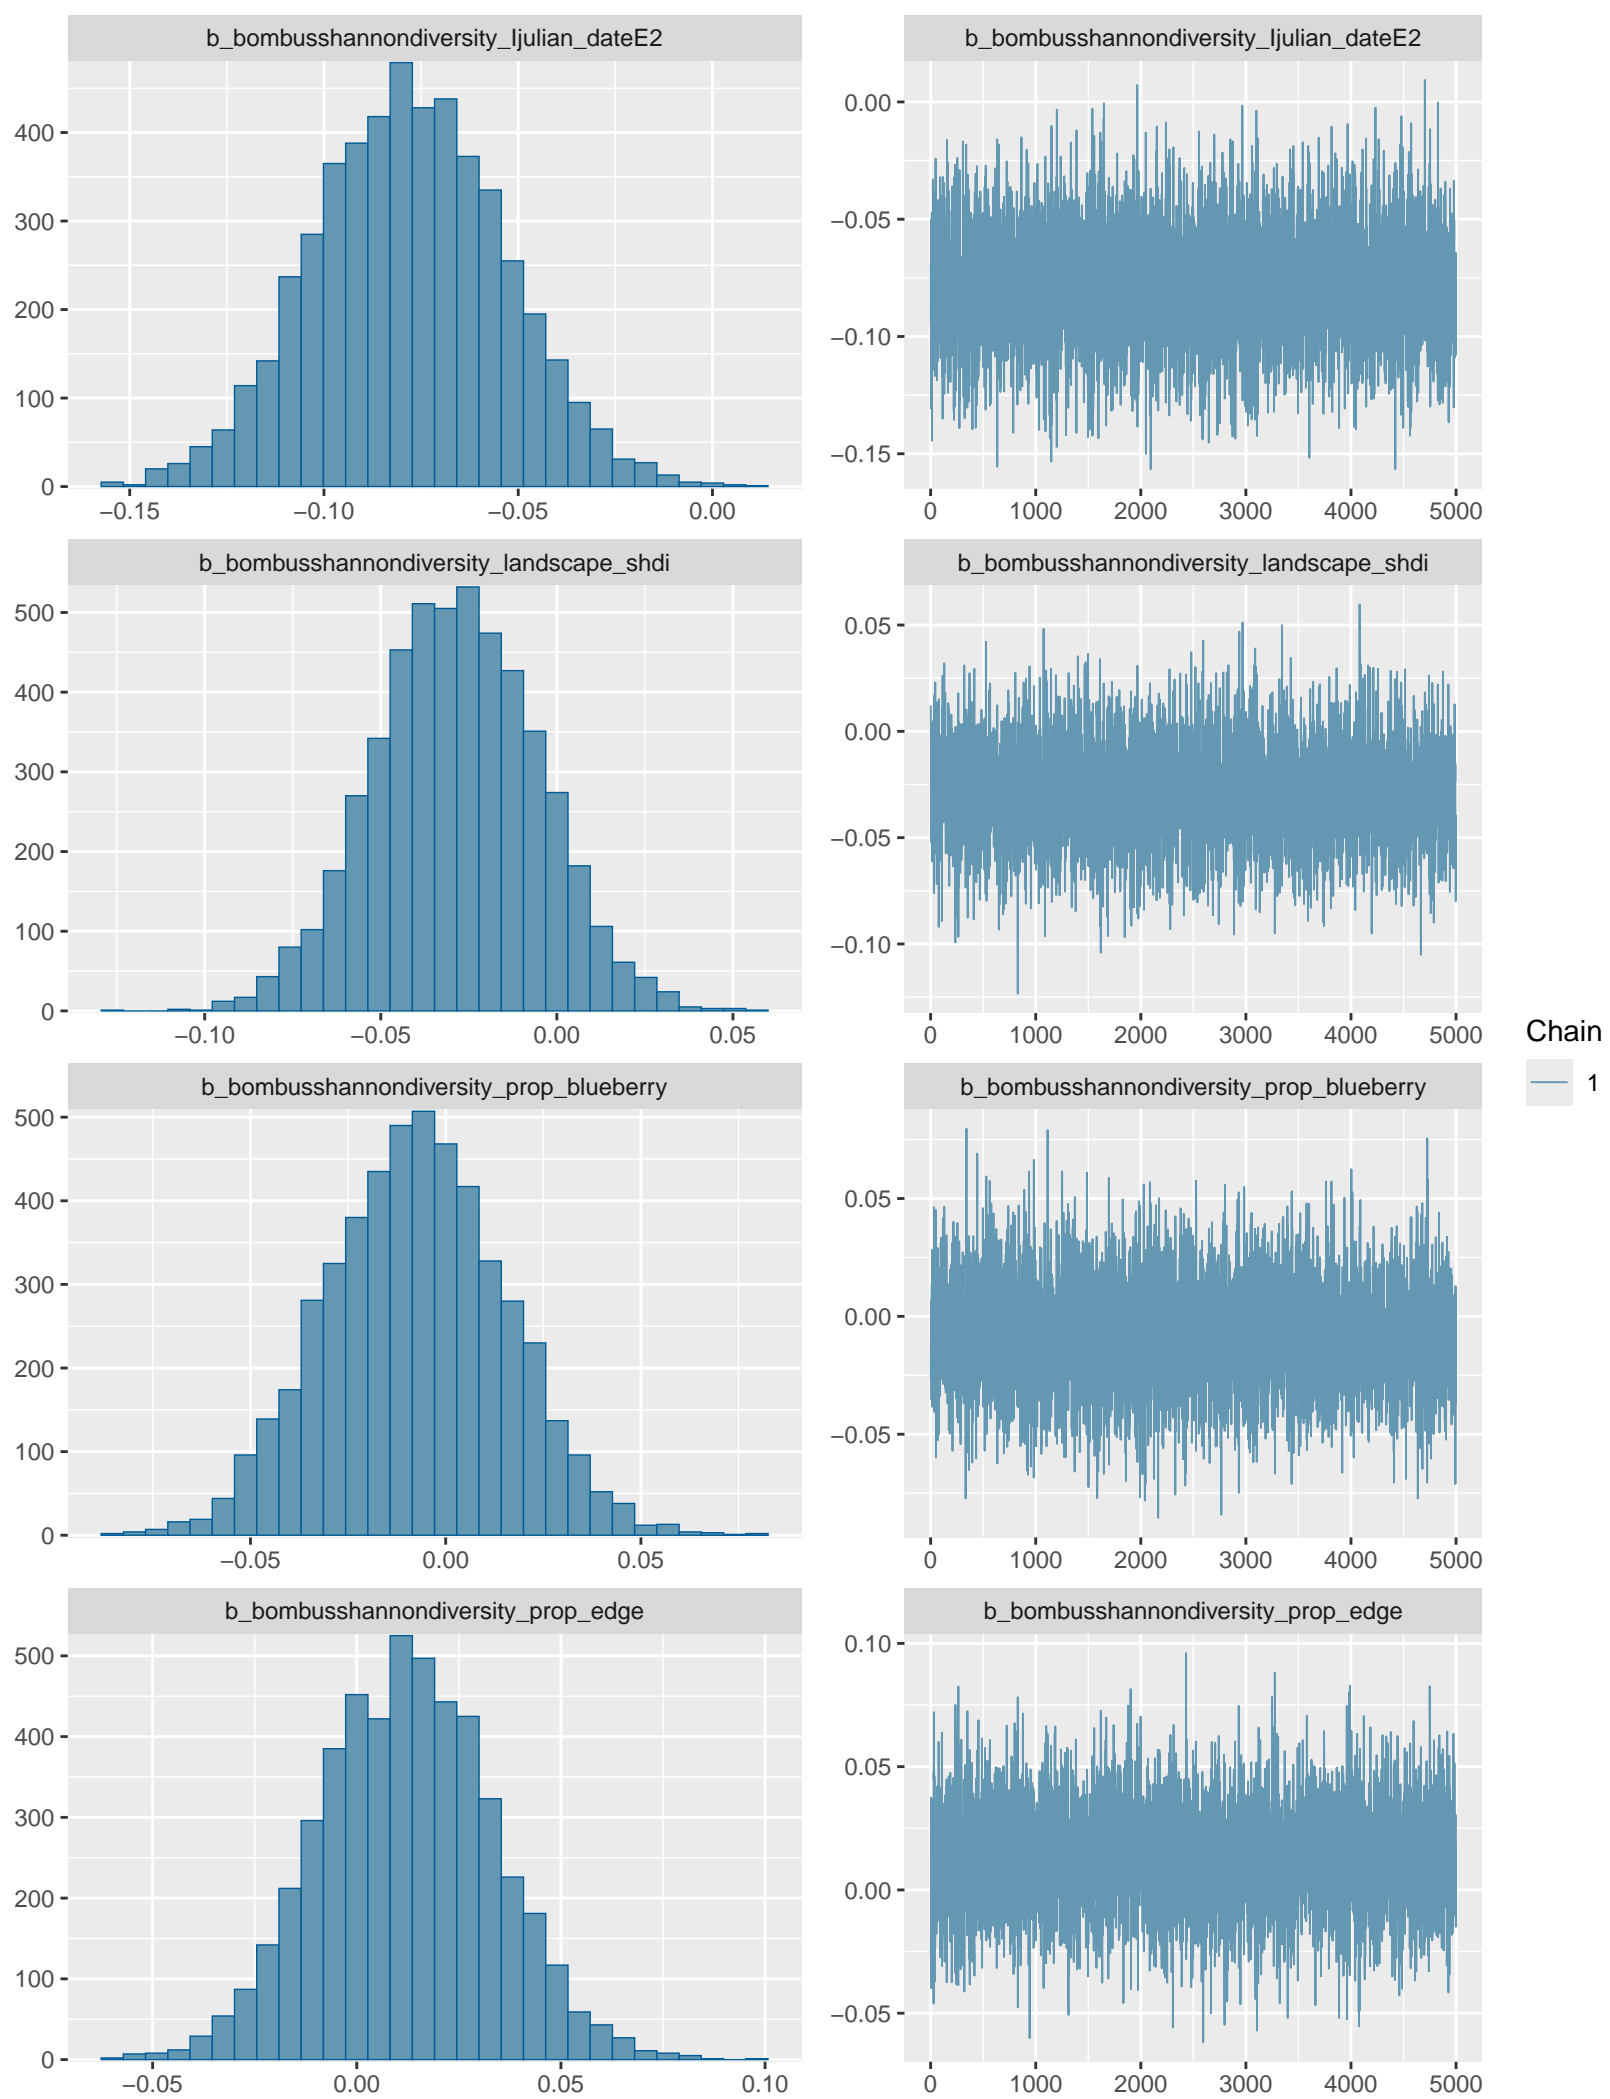 b_bombusshannondiversity_Ijulian_dateE2
b_bombusshannondiversity_Ijulian_dateE2
400
300
200
100
0
−0.15 −0.10 −0.05 0.00
0.00
−0.05
−0.10
−0.15
0 1000 2000 3000 4000 5000
b_bombusshannondiversity_landscape_shdi
b_bombusshannondiversity_landscape_shdi
500
400
300
200
100
0
−0.10 −0.05 0.00 0.05
0.05
0.00
−0.05
−0.10
0 1000 2000 3000 4000 5000
Chain
1
b_bombusshannondiversity_prop_blueberry
b_bombusshannondiversity_prop_blueberry
500
400
300
200
100
0
−0.05 0.00 0.05
0.05
0.00
−0.05
0 1000 2000 3000 4000 5000
b_bombusshannondiversity_prop_edge
b_bombusshannondiversity_prop_edge
500
400
300
200
100
0
−0.05 0.00 0.05 0.10
0.10
0.05
0.00
−0.05
0 1000 2000 3000 4000 5000